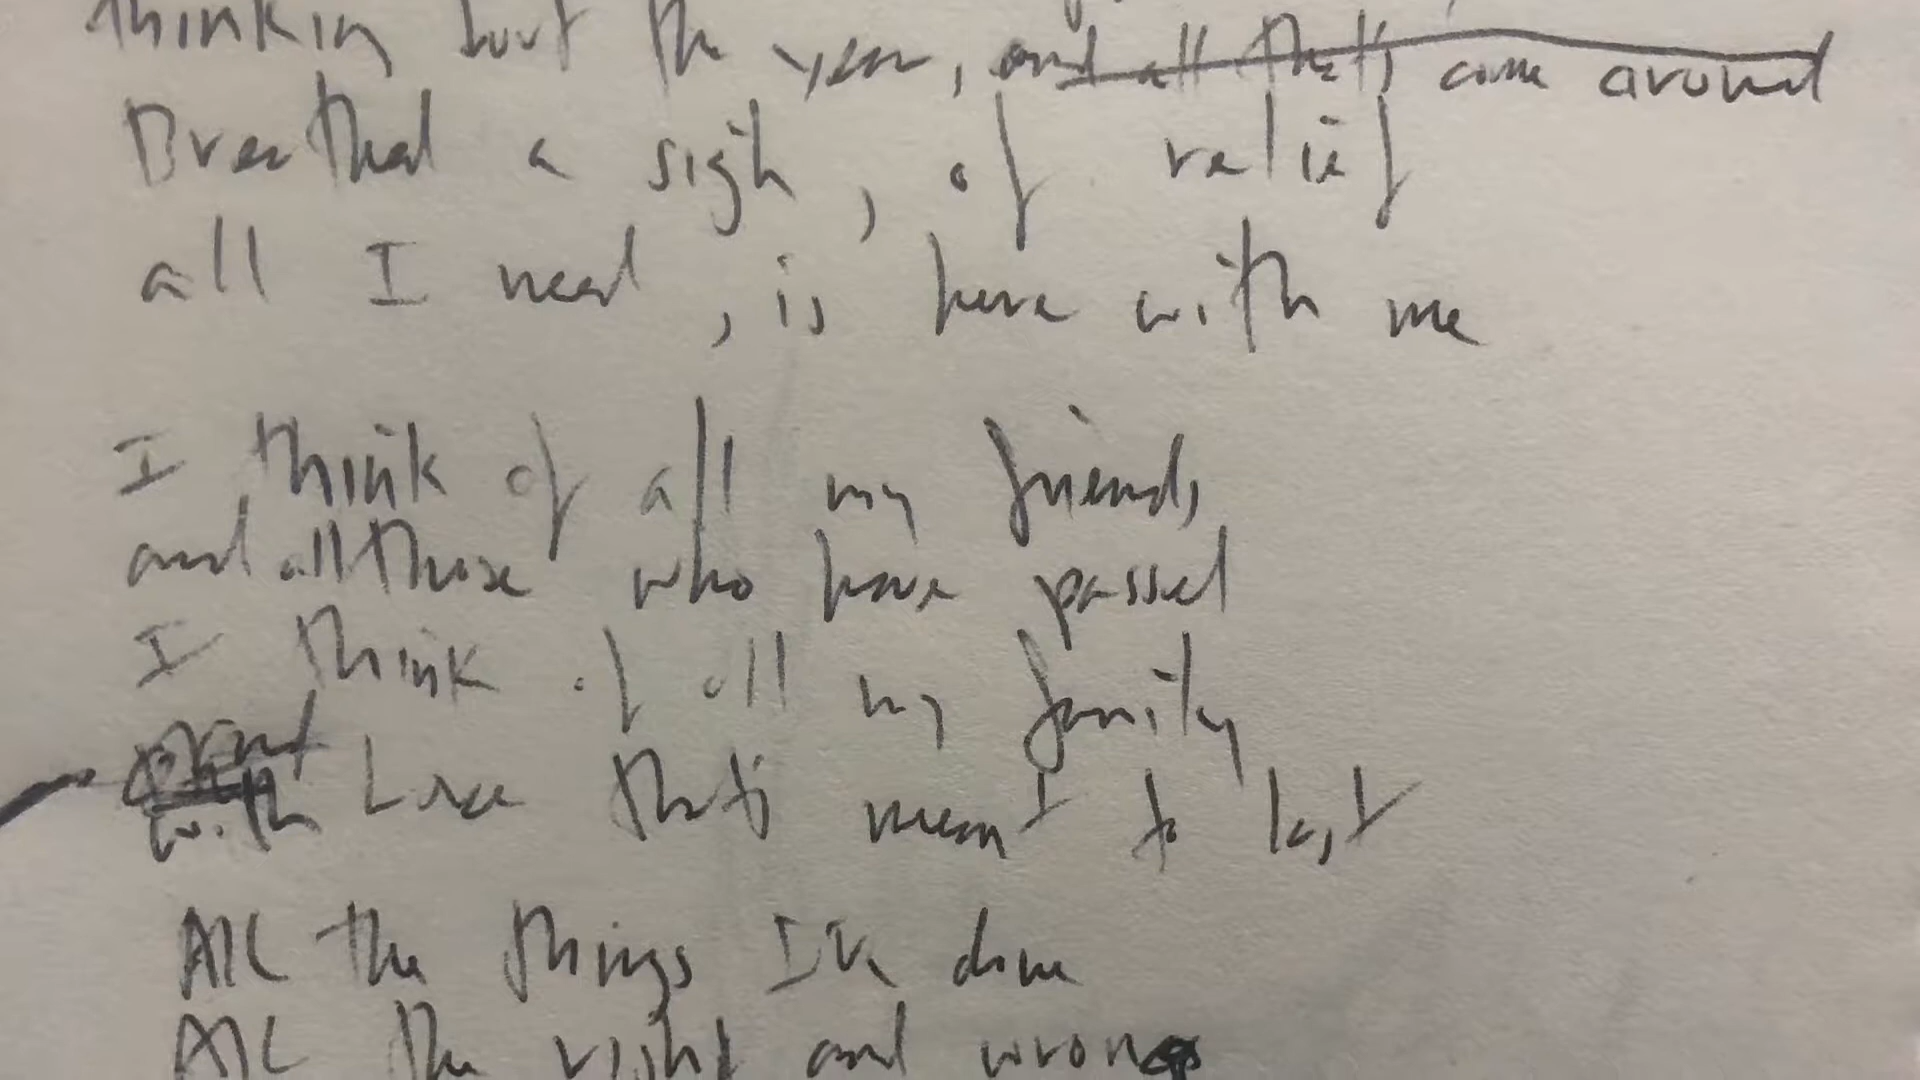 thinkin bout the year, and all that's come around
Breathed a sigh, of relief
all I need, is here with me
I think of all my friends
and all those who have passed
I think of all my family
with Love that's meant to last
All the things I've done
All the right and wrongs